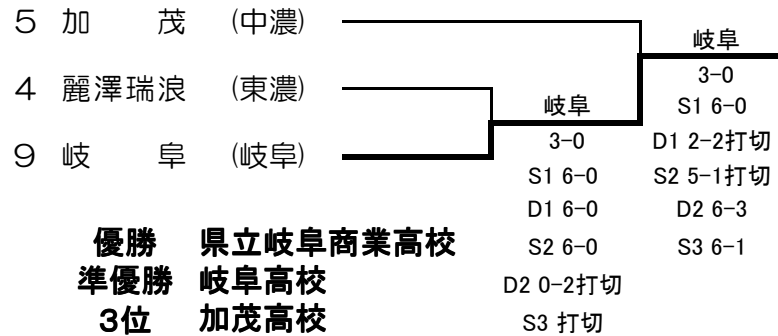 5 加 茂 (中濃)
岐阜
3-0
4 麗澤瑞浪 (東濃)
岐阜
S1 6-0
9 岐 阜 (岐阜)
3-0
D1 2-2打切
S1 6-0
S2 5-1打切
D1 6-0
D2 6-3
優勝 県立岐阜商業高校
S2 6-0
S3 6-1
準優勝 岐阜高校
D2 0-2打切
3位 加茂高校
S3 打切